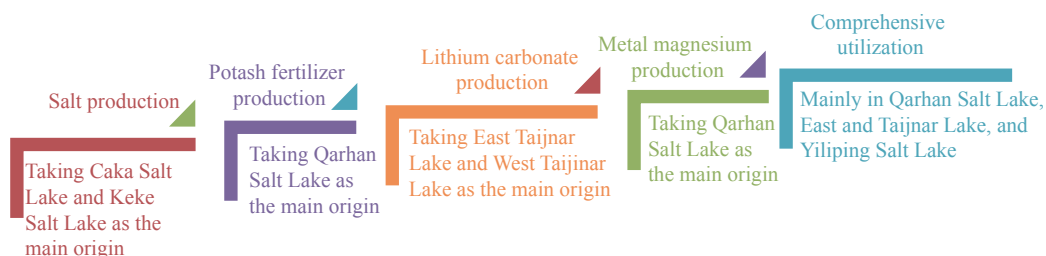 Salt production
Taking Caka Salt
Lake and Keke
Salt Lake as the
main origin
Potash fertilizer
production
Taking Qarhan
Salt Lake as
the main origin
Lithium carbonate
production
Taking East Taijnar
Lake and West Taijinar
Lake as the main origin
Metal magnesium
production
Taking Qarhan
Salt Lake as
the main origin
Comprehensive
utilization
Mainly in Qarhan Salt Lake,
East and Taijnar Lake, and
Yiliping Salt Lake